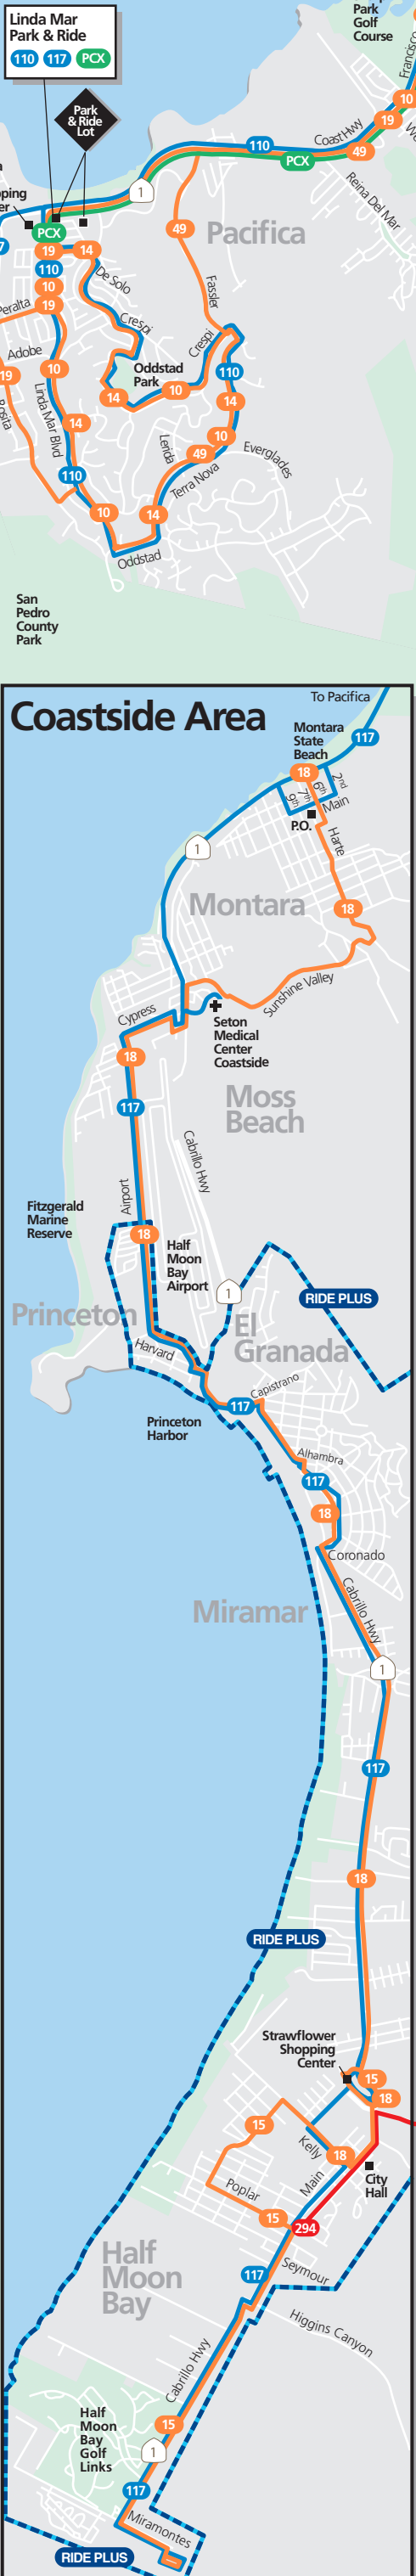 Linda Mar
Park & Ride
110 117 PCX
Park
& Ride
Lot
Park
Golf
Course
Francisco
10
19
49
Coast Hwy
110
PCX
Reina Del Mar
1
49
Pacifica
Fassler
PCX
19
14
110
10
19
De Solo
Crespi
Peralta
Adobe
19
10
Linda Mar Blvd
14
110
Oddstad
Park
14
10
Crespi
110
14
10
49
Lerida
Terra Nova
Everglades
10
14
Oddstad
San
Pedro
County
Park
Coastside Area
To Pacifica
117
Montara
State
Beach
18
2nd
6th
7th
9th
Main
P.O.
Harte
1
Montara
18
Sunshine Valley
Cypress
Seton
Medical
Center
Coastside
18
117
Moss
Beach
Cabrillo Hwy
Airport
Fitzgerald
Marine
Reserve
18
Half
Moon
Bay
Airport
1
RIDE PLUS
Princeton
El
Granada
Harvard
Capistrano
117
Princeton
Harbor
Alhambra
117
18
Coronado
Cabrillo Hwy
Miramar
1
117
18
RIDE PLUS
Strawflower
Shopping
Center
15
18
15
Kelly
18
City
Hall
Main
Poplar
15
294
Half
Moon
Bay
117
Seymour
Higgins Canyon
Cabrillo Hwy
15
Half
Moon
Bay
Golf
Links
1
117
Miramontes
RIDE PLUS